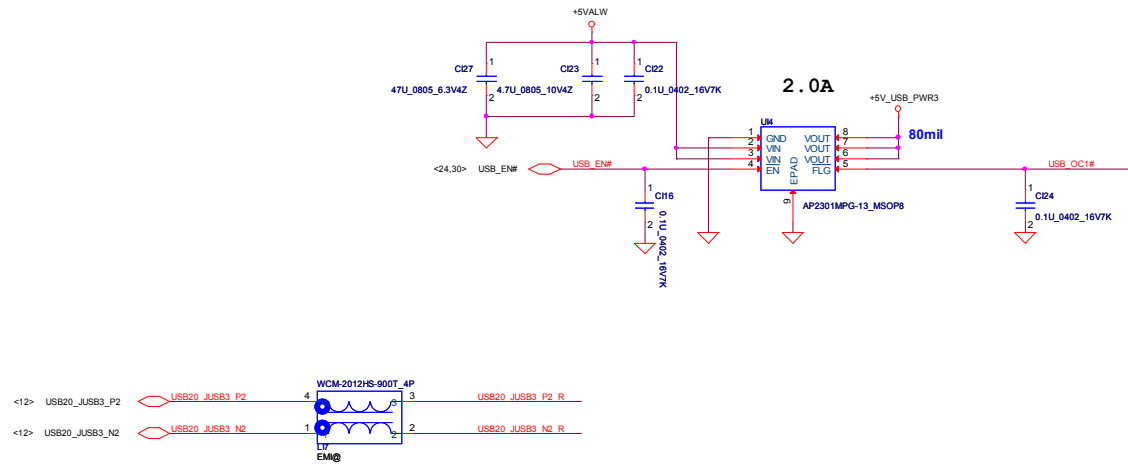 +5VALW
1
CI27
2
47U_0805_6.3V4Z
1
CI23
2
4.7U_0805_10V4Z
1
CI22
2
0.1U_0402_16V7K
2.0A
+5V_USB_PWR3
80mil
UI4
1 GND VOUT 8
2 VIN VOUT 7
3 VIN VOUT 6
4 EN FLG 5
EPAD
9
AP2301MPG-13_MSOP8
<24,30> USB_EN# USB_EN#
USB_OC1#
1
CI16
2
0.1U_0402_16V7K
1
CI24
2
0.1U_0402_16V7K
WCM-2012HS-900T_4P
<12> USB20_JUSB3_P2 USB20_JUSB3_P2 4 3 3 USB20_JUSB3_P2_R
<12> USB20_JUSB3_N2 USB20_JUSB3_N2 1 2 2 USB20_JUSB3_N2_R
LI7
EMI@